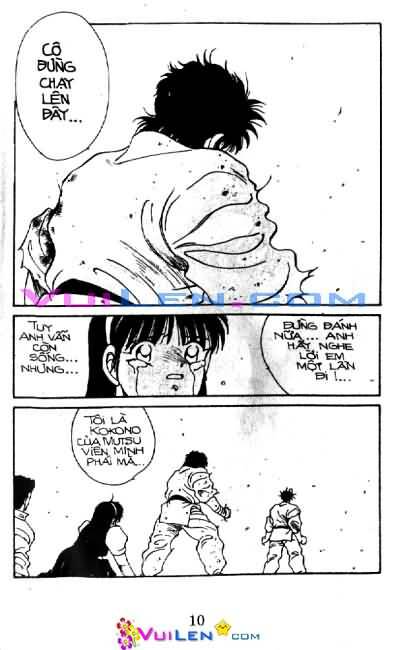 CÔ
ĐỪNG
CHẠY
LÊN
ĐÂY...
VUILEN.COM
TUY
ANH VẪN
CÒN
SỐNG...
NHƯNG...
ĐỪNG ĐÁNH
NỮA... ANH
HÃY NGHE
LỜI EM
MỘT LẦN
ĐI!...
TÔI LÀ
KOKONO
CỦA MUTSU
VIÊN MINH
PHÁI MÀ...
10
VUILEN.COM